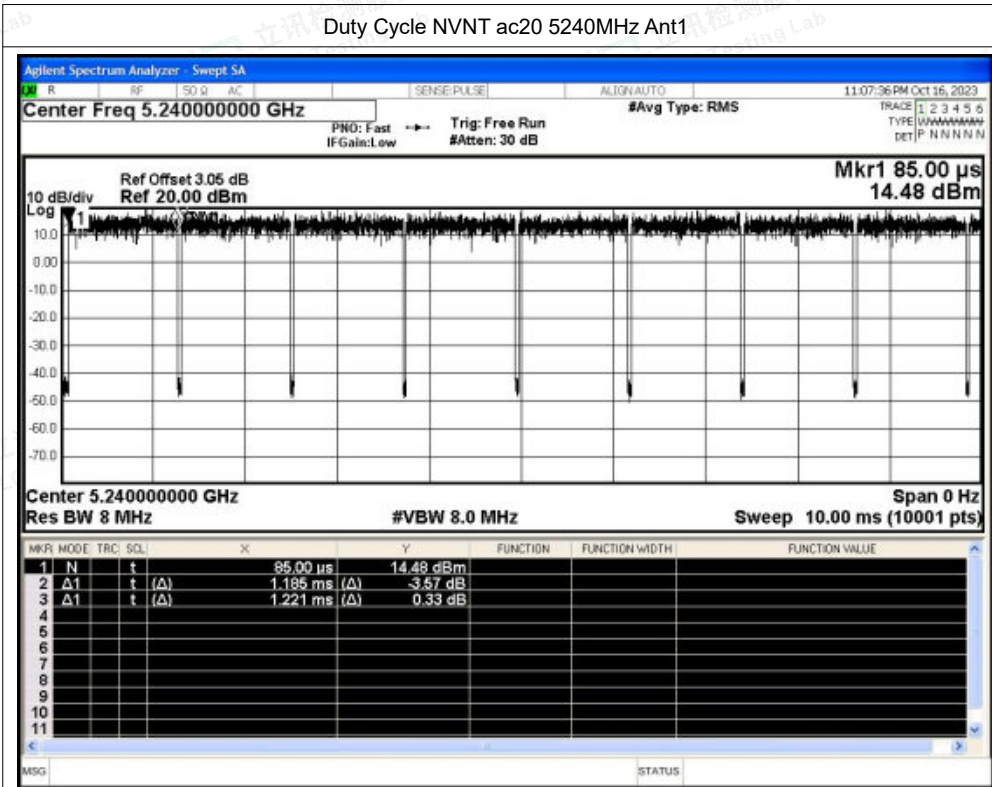 Duty Cycle NVNT ac20 5240MHz Ant1
Agilent Spectrum Analyzer - Swept SA
R RF 50 Ω AC SENSE:PULSE ALIGN AUTO 11:07:36 PM Oct 16, 2023
Center Freq 5.240000000 GHz #Avg Type: RMS TRACE 1 2 3 4 5 6
PNO: Fast Trig: Free Run TYPE
IFGain:Low #Atten: 30 dB DET P N N N N N
Mkr1 85.00 µs
Ref Offset 3.05 dB
10 dB/div Ref 20.00 dBm 14.48 dBm
Log
1
10.0
0.00
-10.0
-20.0
-30.0
-40.0
-50.0
-60.0
-70.0
Center 5.240000000 GHz Span 0 Hz
Res BW 8 MHz #VBW 8.0 MHz Sweep 10.00 ms (10001 pts)
MKR MODE TRC SCL X Y FUNCTION FUNCTION WIDTH FUNCTION VALUE
1 N t 85.00 µs 14.48 dBm
2 Δ1 t (Δ) 1.185 ms (Δ) -3.57 dB
3 Δ1 t (Δ) 1.221 ms (Δ) 0.33 dB
4
5
6
7
8
9
10
11
MSG STATUS